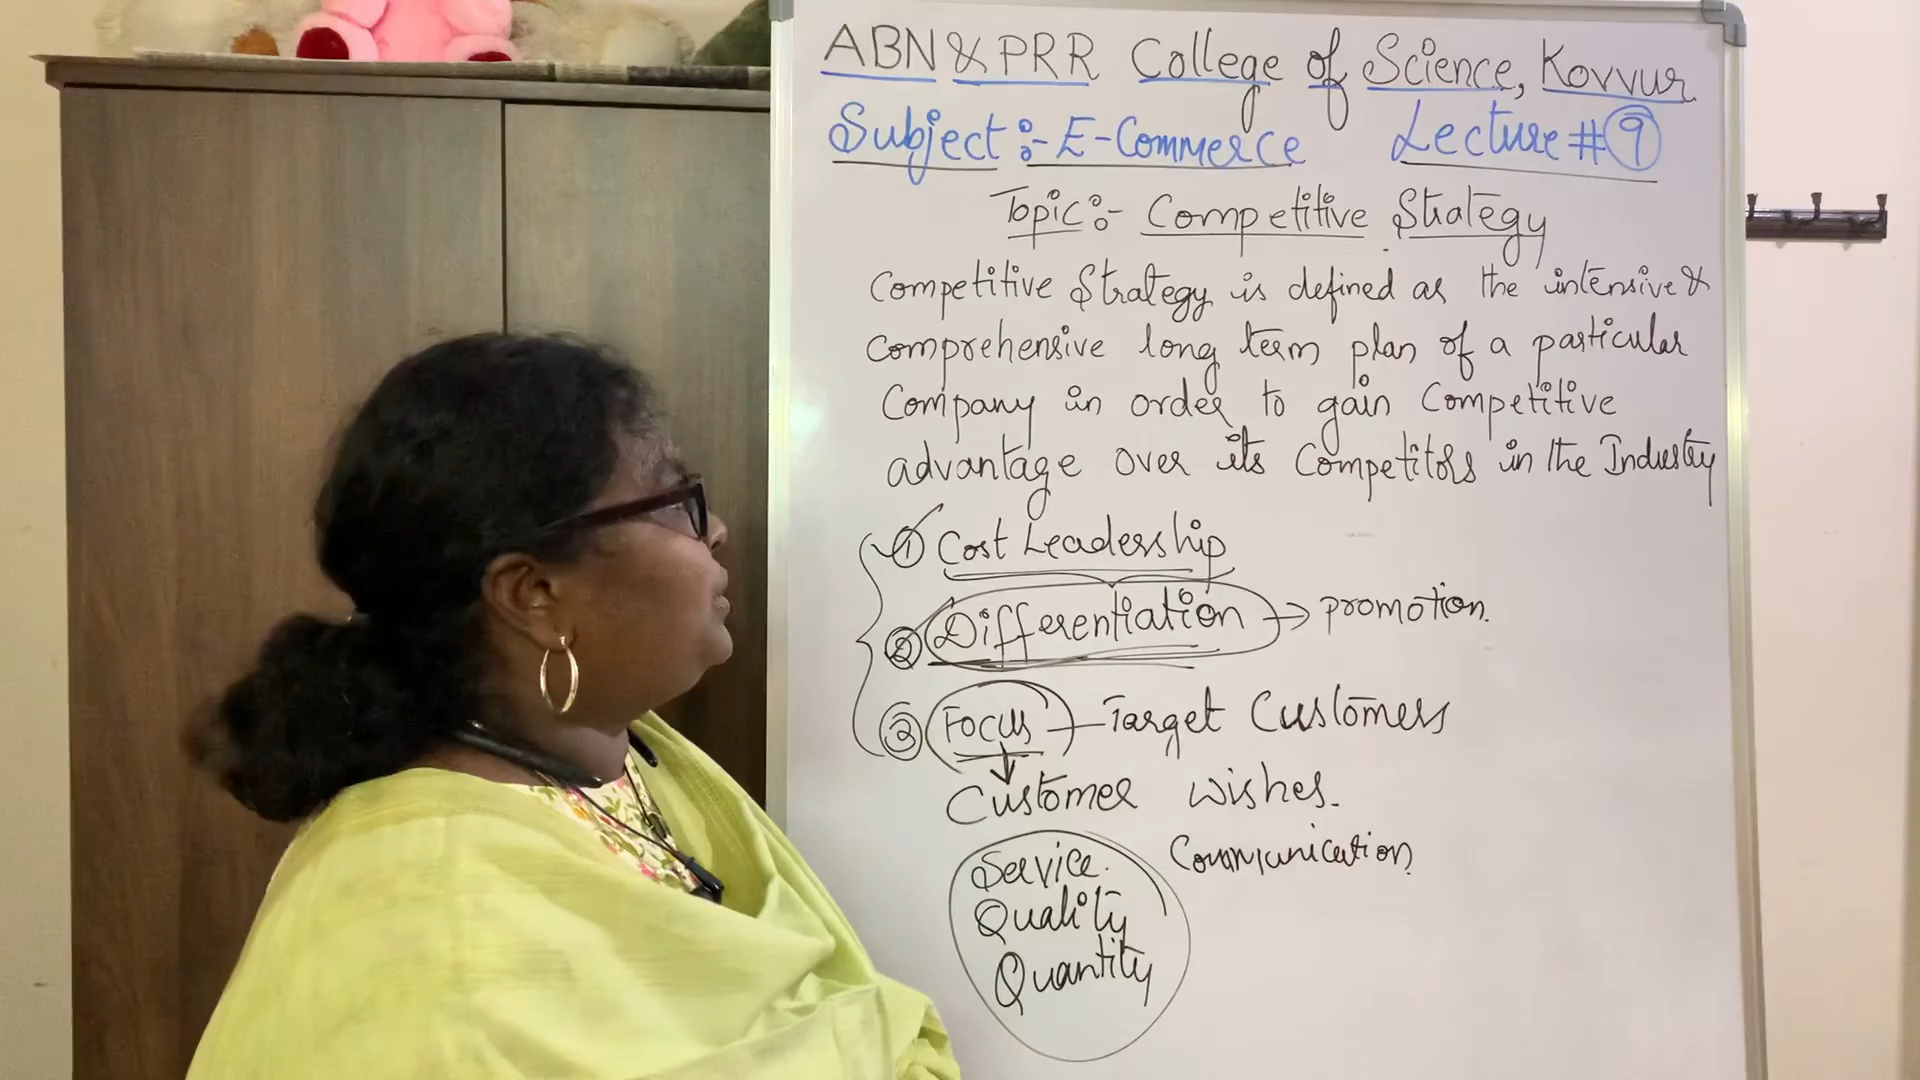 ABN & PRR College of Science, Kovvur
Subject :- E-Commerce Lecture # 9
Topic :- Competitive Strategy
Competitive Strategy is defined as the intensive &
comprehensive long term plan of a particular
Company in order to gain Competitive
advantage over its Competitors in the Industry
1 Cost Leadership
2 Differentiation → promotion.
3 Focus - Target Customers
Customer wishes.
Service. Communication
Quality
Quantity